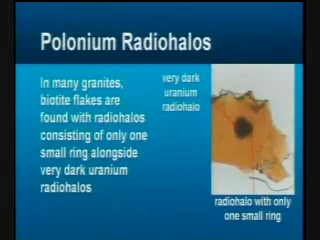 Polonium Radiohalos
In many granites,
biotite flakes are
found with radiohalos
consisting of only one
small ring alongside
very dark uranium
radiohalos
very dark
uranium
radiohalo
radiohalo with only
one small ring